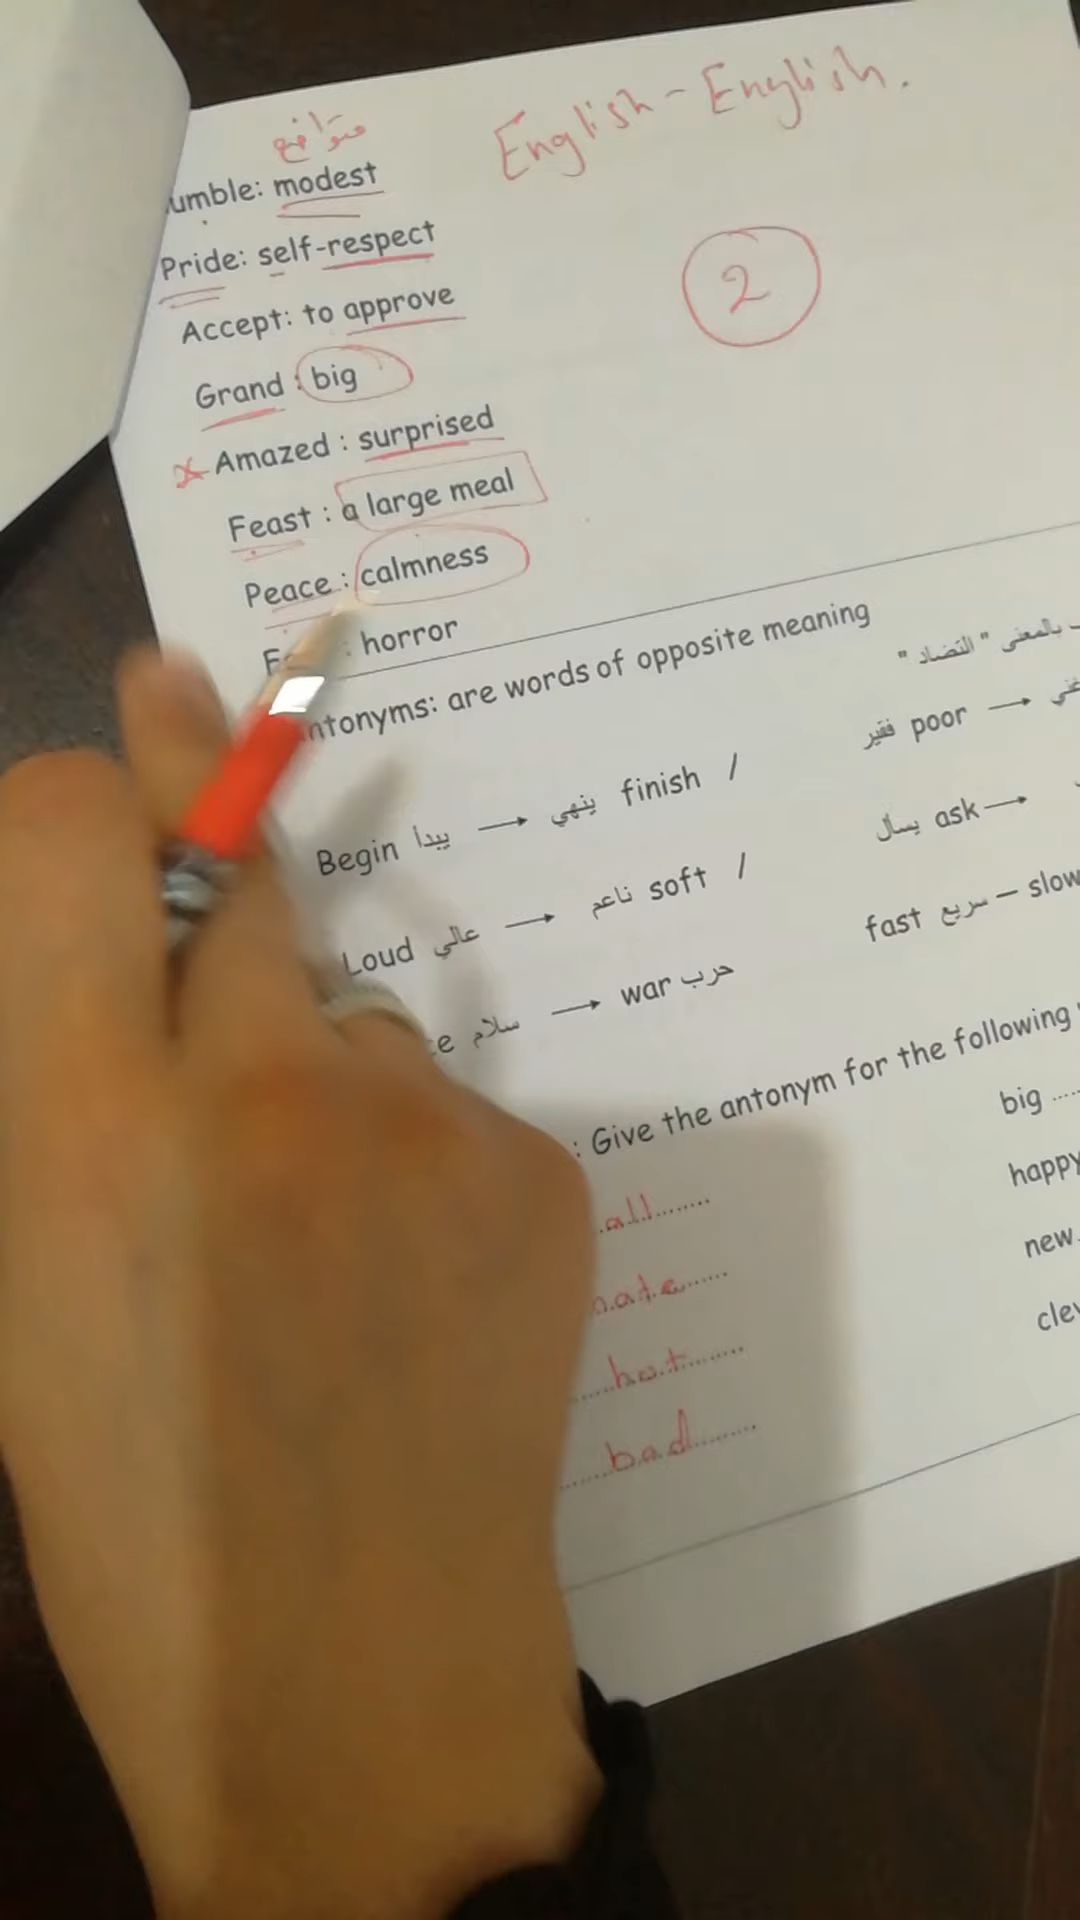 English - English.
متواضع
umble: modest
Pride: self-respect
2
Accept: to approve
Grand : big
Amazed : surprised
Feast : a large meal
Peace : calmness
: horror
ntonyms: are words of opposite meaning بالمعنى " التضاد "
Begin يبدأ → ينهي finish / فقير poor →
Loud عالي → ناعم soft / يسأل ask →
سلام → war حرب fast سريع – slow
: Give the antonym for the following
all big
hate happy
hot new
bad